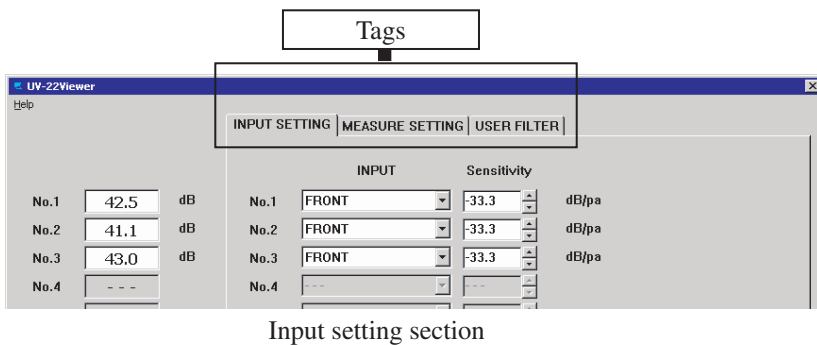 Tags
UV-22Viewer
Help
INPUT SETTING MEASURE SETTING USER FILTER
INPUT Sensitivity
No.1 42.5 dB No.1 FRONT -33.3 dB/pa
No.2 41.1 dB No.2 FRONT -33.3 dB/pa
No.3 43.0 dB No.3 FRONT -33.3 dB/pa
No.4 - - - No.4 - - - - - -
Input setting section